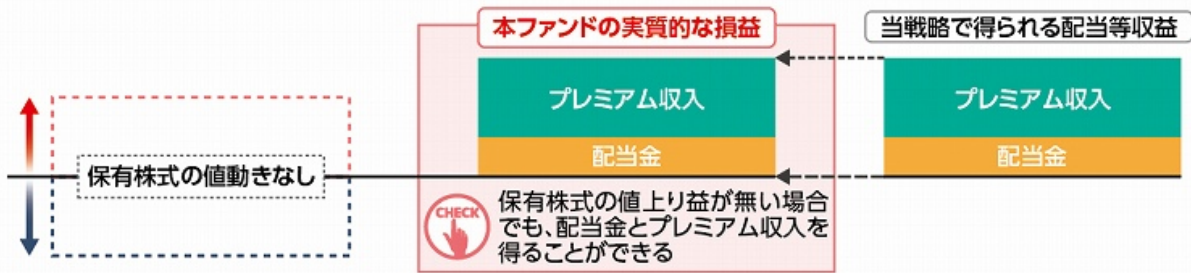 本ファンドの実質的な損益
当戦略で得られる配当等収益
プレミアム収入
プレミアム収入
配当金
配当金
保有株式の値動きなし
CHECK
保有株式の値上り益が無い場合
でも、配当金とプレミアム収入を
得ることができる